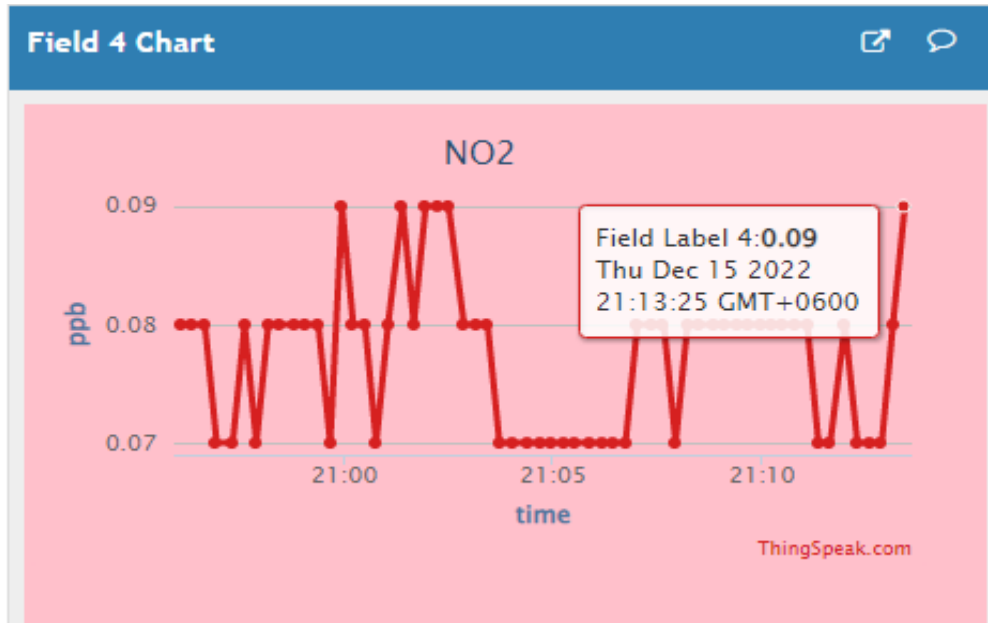 Field 4 Chart
NO2
0.09
0.08
0.07
ppb
Field Label 4:0.09
Thu Dec 15 2022
21:13:25 GMT+0600
21:00 21:05 21:10
time
ThingSpeak.com